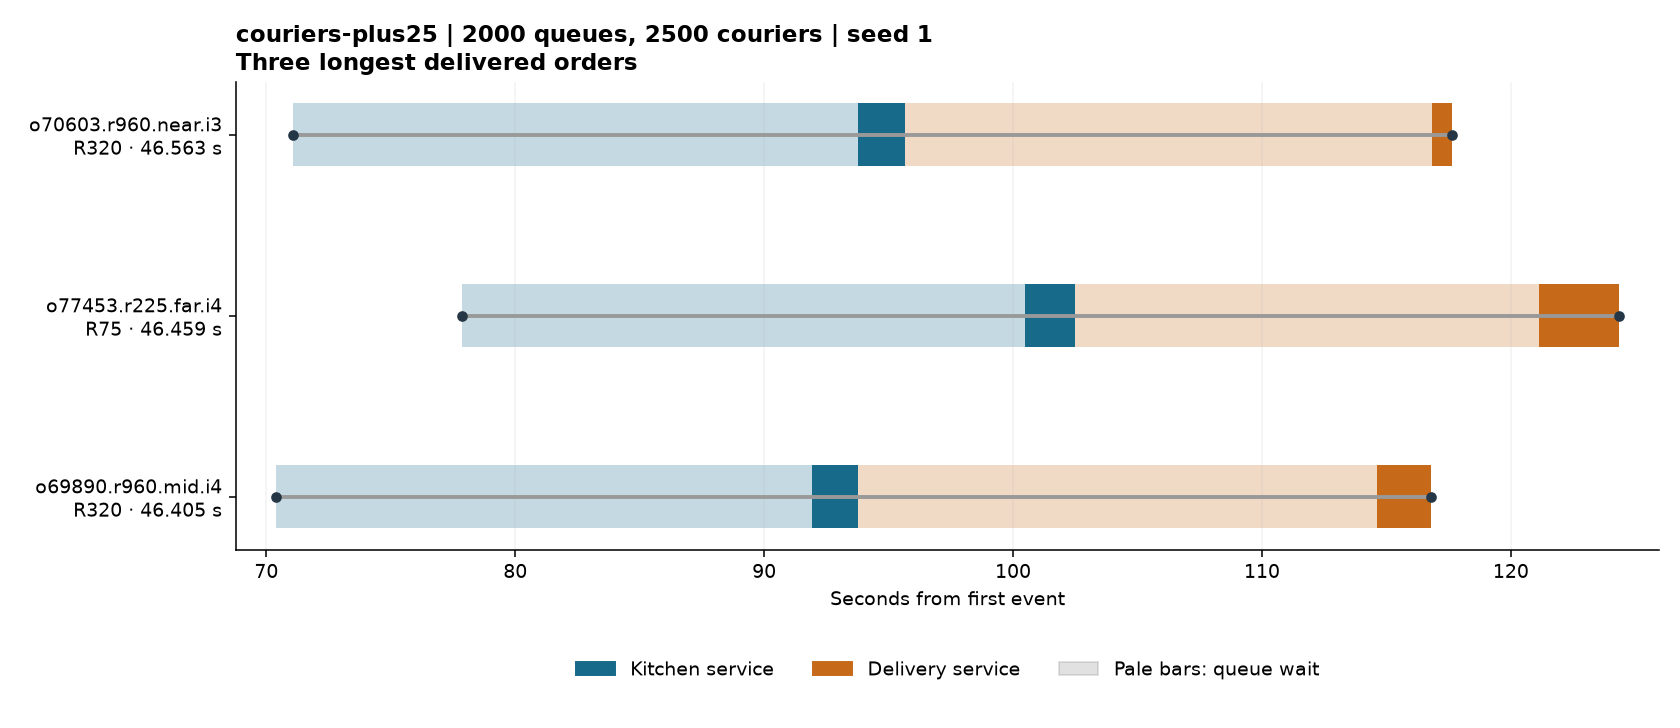 couriers-plus25 | 2000 queues, 2500 couriers | seed 1
Three longest delivered orders
o70603.r960.near.i3
R320 · 46.563 s
o77453.r225.far.i4
R75 · 46.459 s
o69890.r960.mid.i4
R320 · 46.405 s
70 80 90 100 110 120
Seconds from first event
Kitchen service Delivery service Pale bars: queue wait